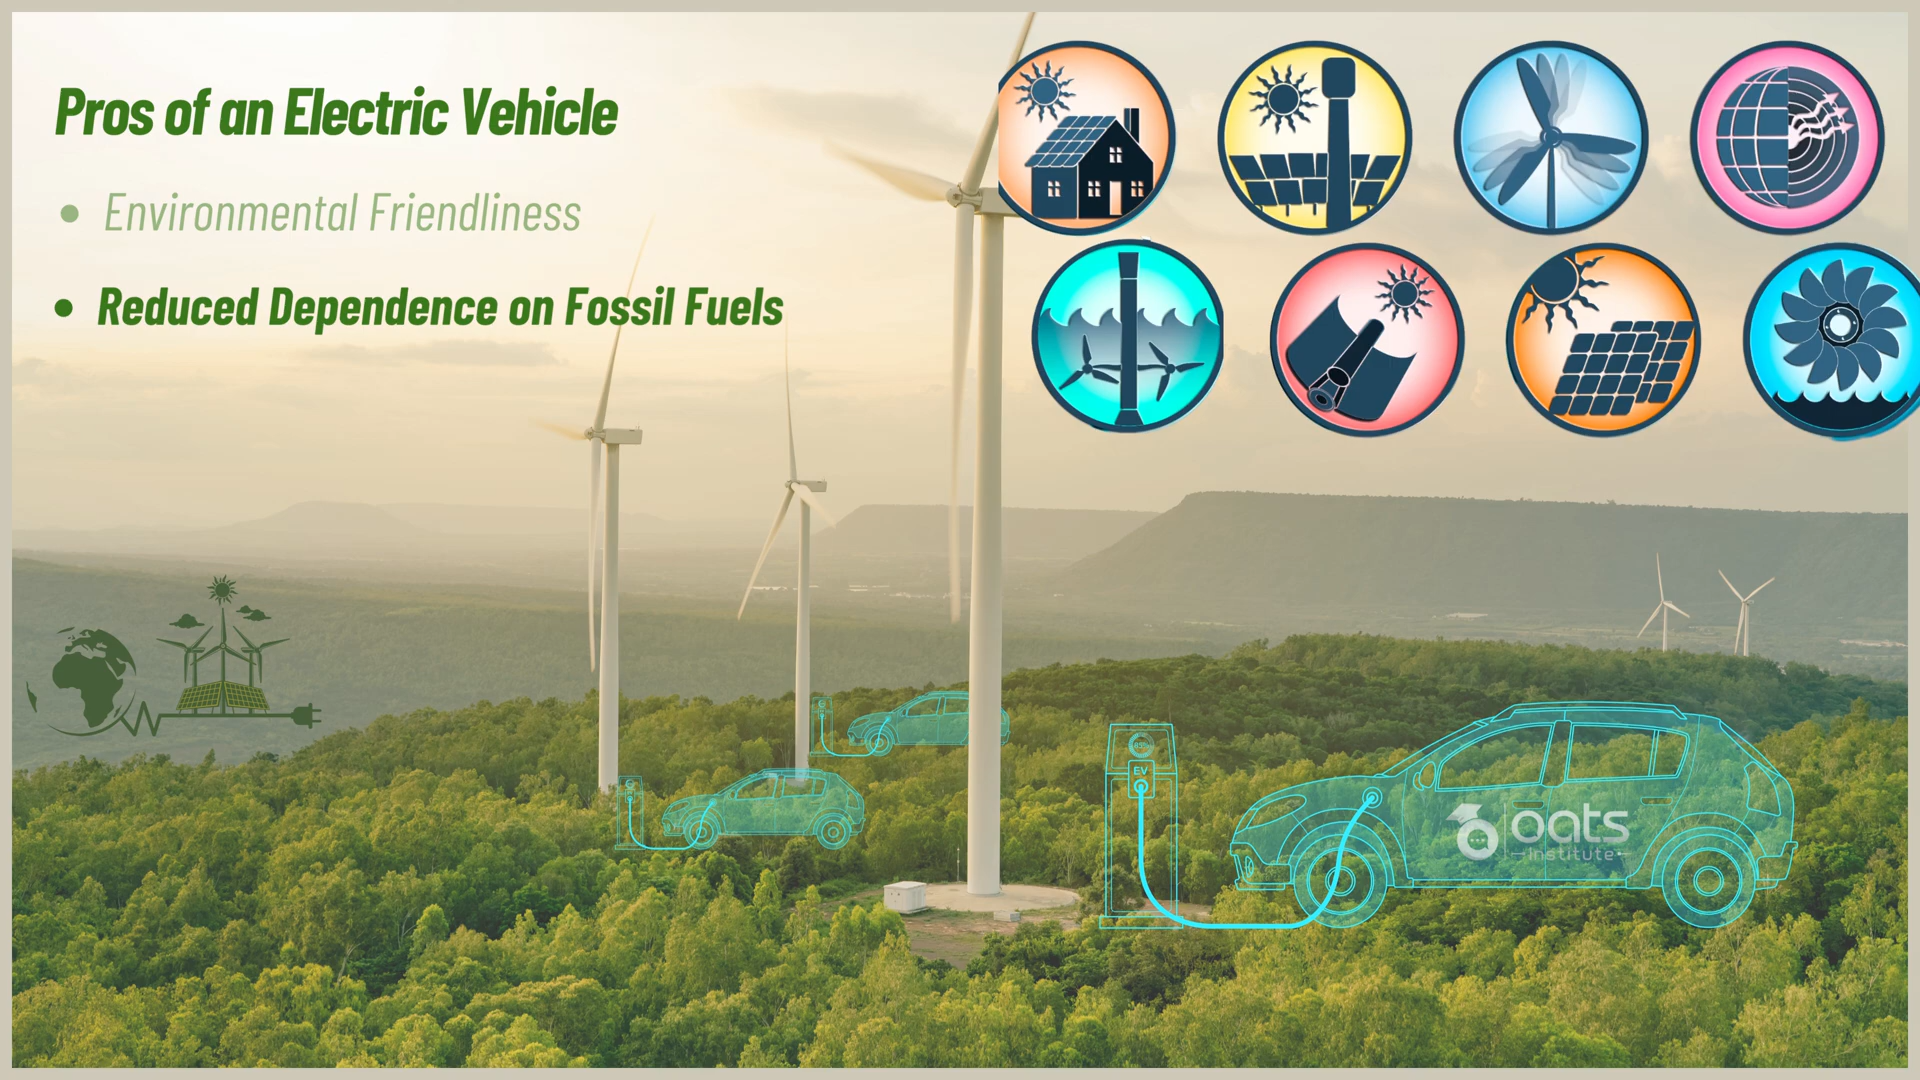 Pros of an Electric Vehicle
• Environmental Friendliness
• Reduced Dependence on Fossil Fuels
EV
oats
institute